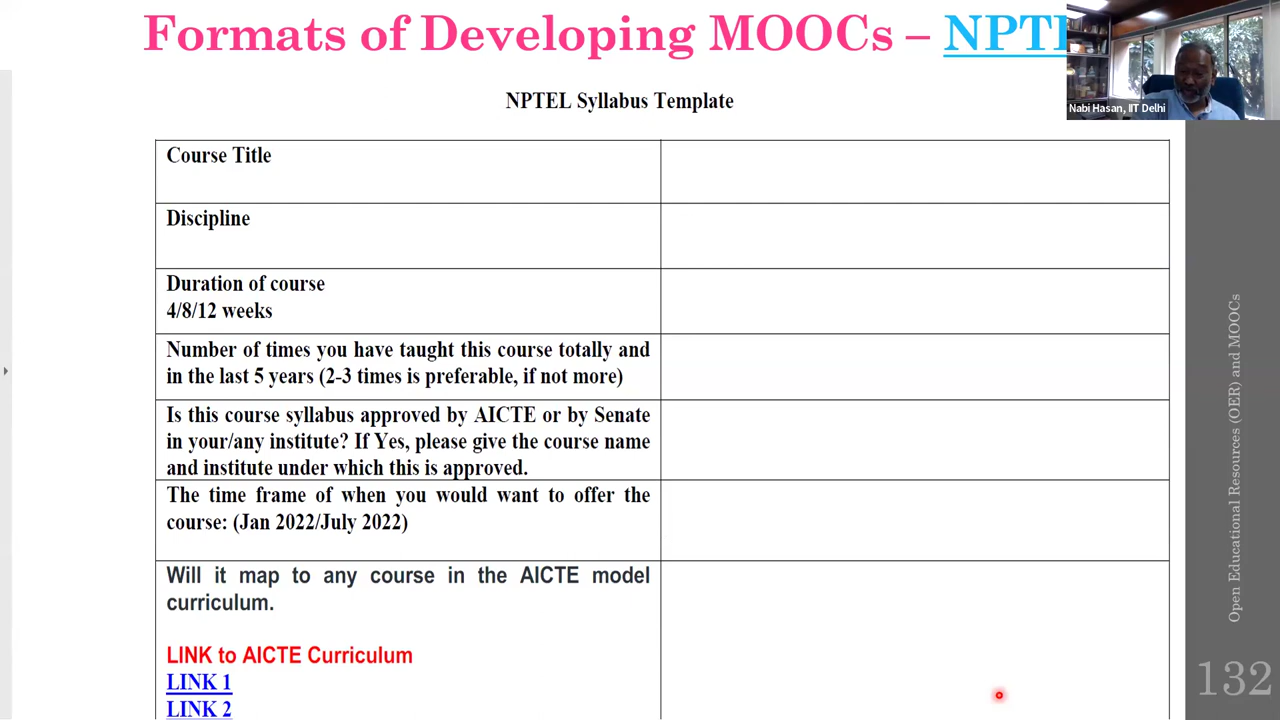 Formats of Developing MOOCs – NPT
Nabi Hasan, IIT Delhi
NPTEL Syllabus Template
Course Title
Discipline
Duration of course
4/8/12 weeks
Number of times you have taught this course totally and
in the last 5 years (2-3 times is preferable, if not more)
Is this course syllabus approved by AICTE or by Senate
in your/any institute? If Yes, please give the course name
and institute under which this is approved.
The time frame of when you would want to offer the
course: (Jan 2022/July 2022)
Will it map to any course in the AICTE model
curriculum.
LINK to AICTE Curriculum
LINK 1
LINK 2
Open Educational Resources (OER) and MOOCs
132